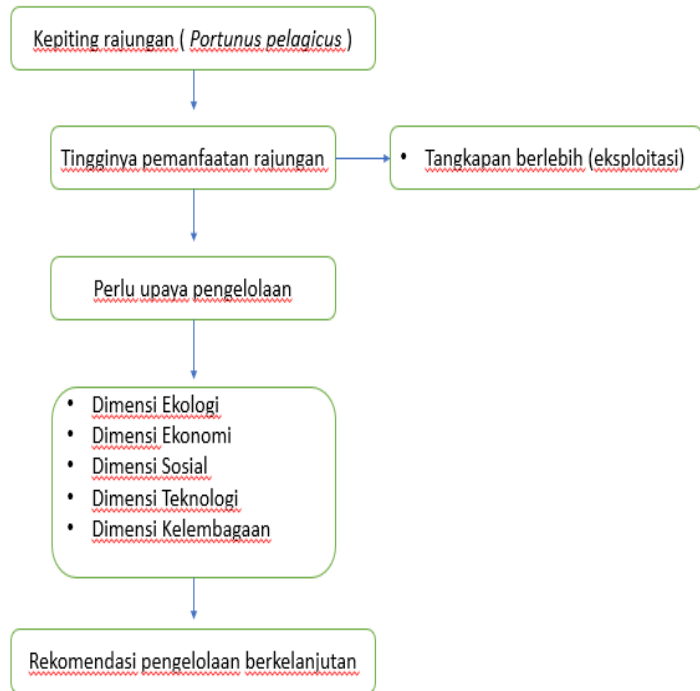 Kepiting rajungan ( Portunus pelagicus )
Tingginya pemanfaatan rajungan
• Tangkapan berlebih (eksploitasi)
Perlu upaya pengelolaan
• Dimensi Ekologi
• Dimensi Ekonomi
• Dimensi Sosial
• Dimensi Teknologi
• Dimensi Kelembagaan
Rekomendasi pengelolaan berkelanjutan